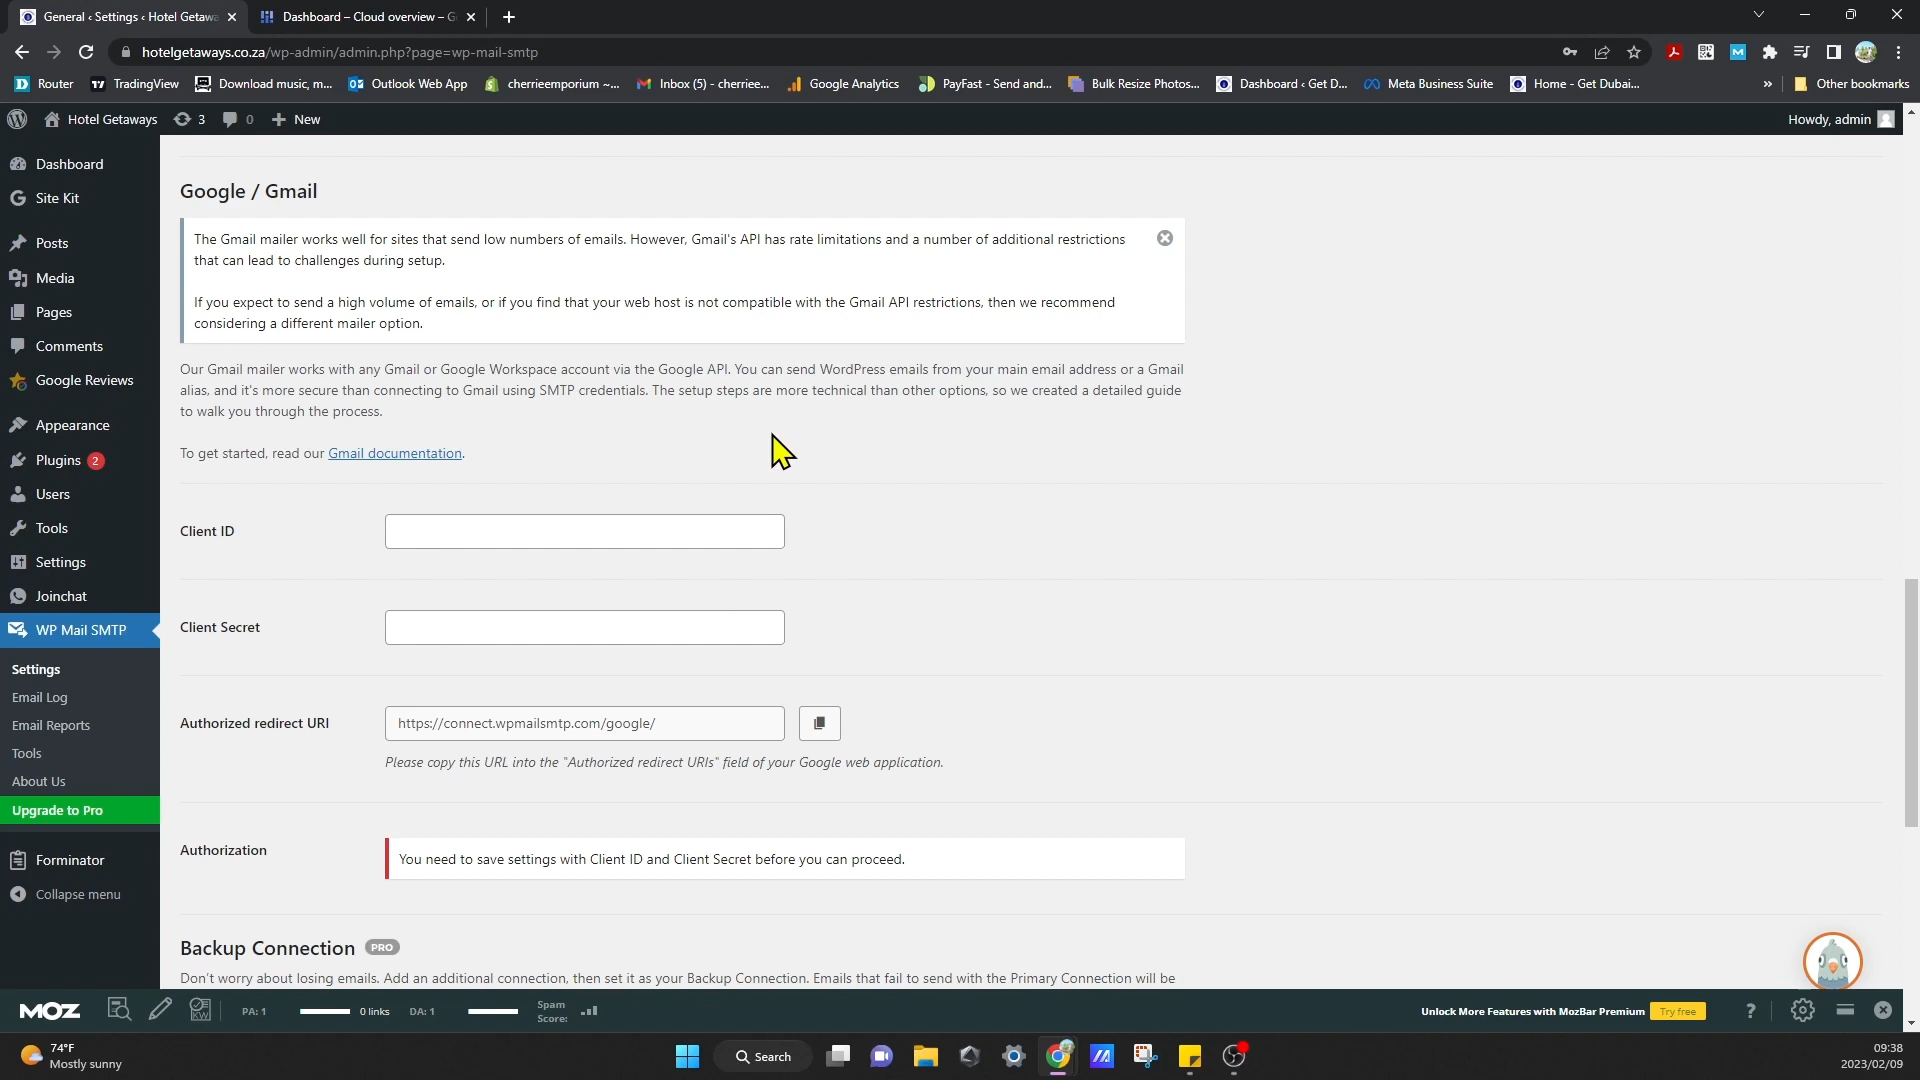 General ‹ Settings ‹ Hotel Getawa
Dashboard – Cloud overview – G
hotelgetaways.co.za/wp-admin/admin.php?page=wp-mail-smtp
Router
TradingView
Download music, m...
Outlook Web App
cherrieemporium ~...
Inbox (5) - cherriee...
Google Analytics
PayFast - Send and...
Bulk Resize Photos...
Dashboard ‹ Get D...
Meta Business Suite
Home - Get Dubai...
»
Other bookmarks
Hotel Getaways
3
0
New
Howdy, admin
Dashboard
Site Kit
Posts
Media
Pages
Comments
Google Reviews
Appearance
Plugins 2
Users
Tools
Settings
Joinchat
WP Mail SMTP
Settings
Email Log
Email Reports
Tools
About Us
Upgrade to Pro
Forminator
Collapse menu
Google / Gmail
The Gmail mailer works well for sites that send low numbers of emails. However, Gmail's API has rate limitations and a number of additional restrictions
that can lead to challenges during setup.
If you expect to send a high volume of emails, or if you find that your web host is not compatible with the Gmail API restrictions, then we recommend
considering a different mailer option.
Our Gmail mailer works with any Gmail or Google Workspace account via the Google API. You can send WordPress emails from your main email address or a Gmail
alias, and it's more secure than connecting to Gmail using SMTP credentials. The setup steps are more technical than other options, so we created a detailed guide
to walk you through the process.
To get started, read our Gmail documentation.
Client ID
Client Secret
Authorized redirect URI
https://connect.wpmailsmtp.com/google/
Please copy this URL into the "Authorized redirect URIs" field of your Google web application.
Authorization
You need to save settings with Client ID and Client Secret before you can proceed.
Backup Connection PRO
Don't worry about losing emails. Add an additional connection, then set it as your Backup Connection. Emails that fail to send with the Primary Connection will be
MOZ
PA: 1
0 links
DA: 1
Spam
Score:
Unlock More Features with MozBar Premium
Try free
?
74°F
Mostly sunny
Search
09:38
2023/02/09